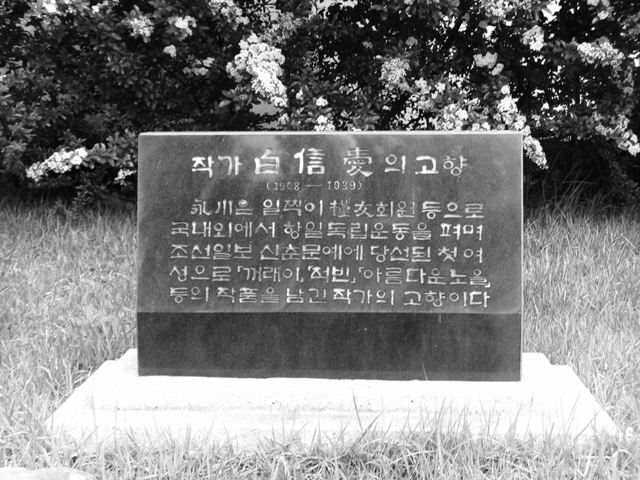 작가 白信愛의 고향
(1908 — 1939)
永川은 일찍이 槿友회원 등으로
국내외에서 항일 독립운동을 펴며
조선일보 신춘문예에 당선된 첫 여
성으로 「꺼래이」, 「적빈」, 「아름다운 노을」
등의 작품을 남긴 작가의 고향이다